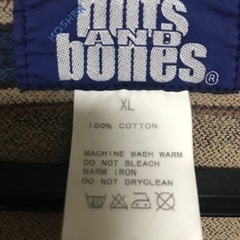 nuts
AND
bones®
XL
100% COTTON
MACHINE WASH WARM
DO NOT BLEACH
WARM IRON
DO NOT DRYCLEAN